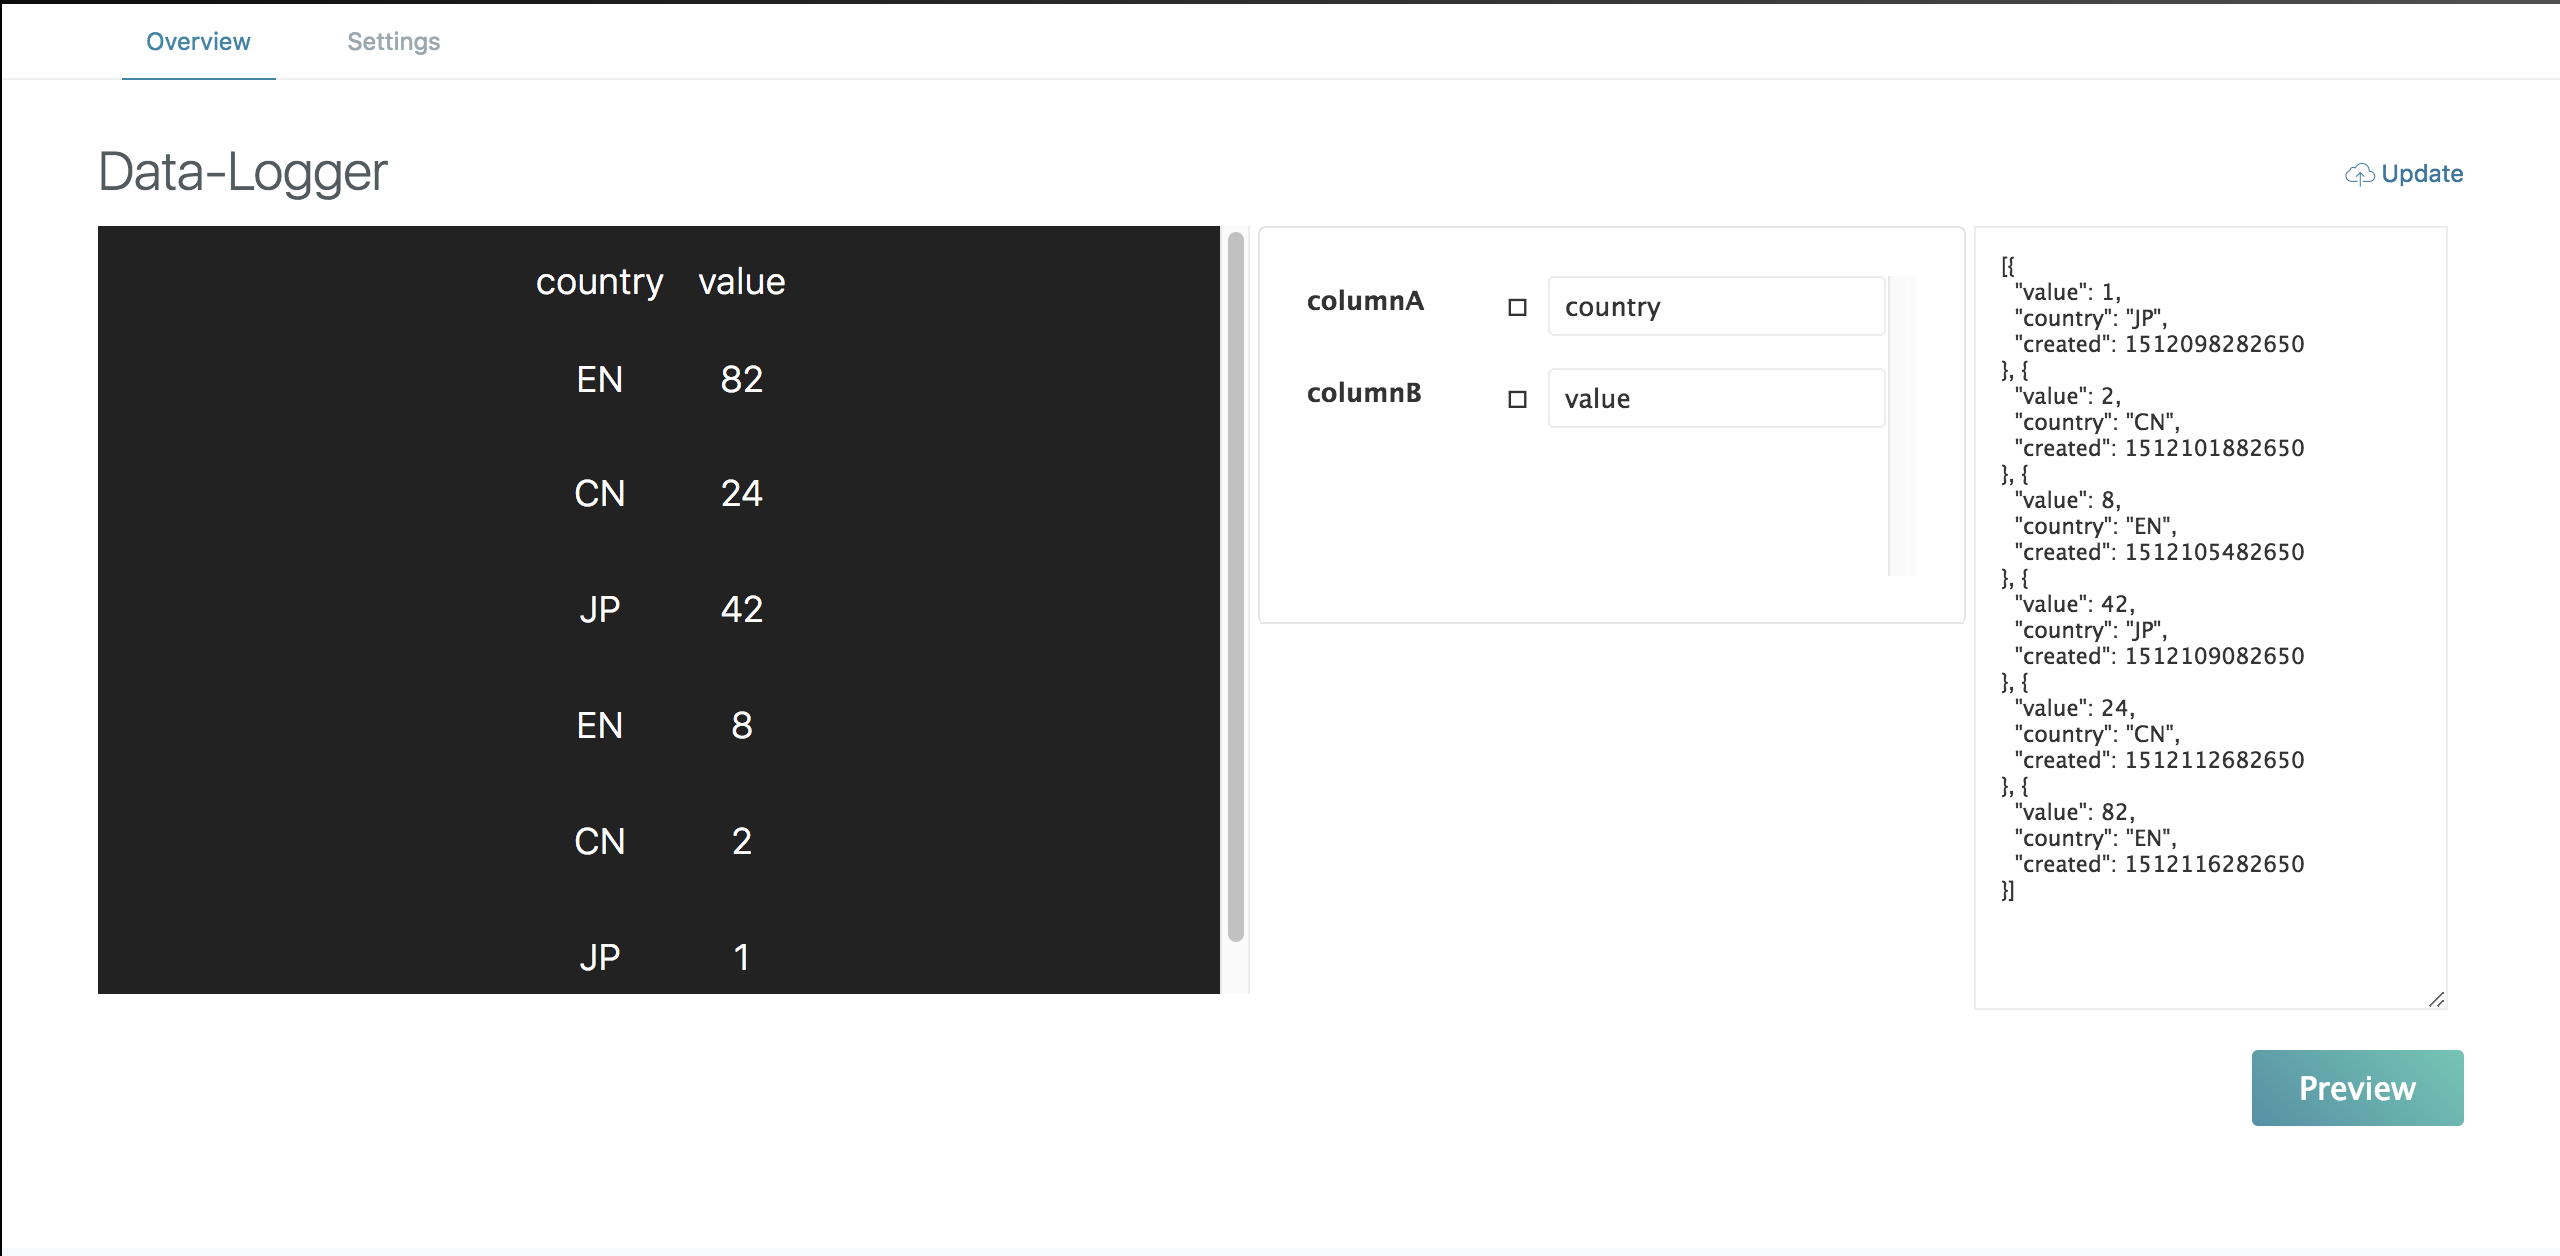 Overview Settings
Data-Logger
Update
country value
EN 82
CN 24
JP 42
EN 8
CN 2
JP 1
columnA country
columnB value
[{
"value": 1,
"country": "JP",
"created": 1512098282650
}, {
"value": 2,
"country": "CN",
"created": 1512101882650
}, {
"value": 8,
"country": "EN",
"created": 1512105482650
}, {
"value": 42,
"country": "JP",
"created": 1512109082650
}, {
"value": 24,
"country": "CN",
"created": 1512112682650
}, {
"value": 82,
"country": "EN",
"created": 1512116282650
}]
Preview